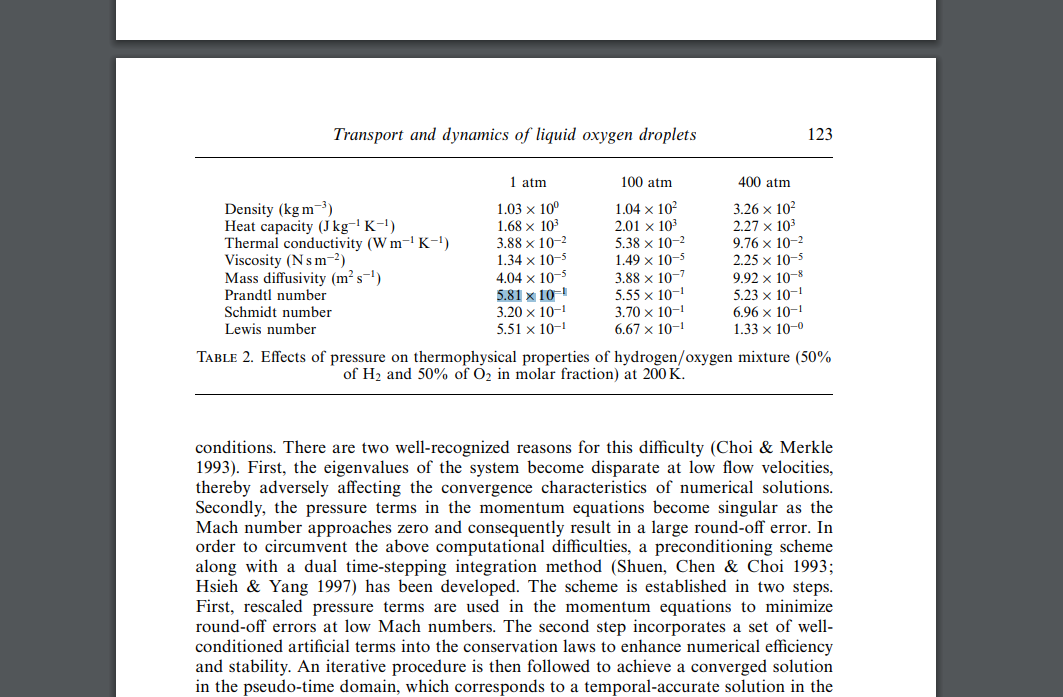 Transport and dynamics of liquid oxygen droplets 123
1 atm 100 atm 400 atm
Density (kg m⁻³) 1.03 × 10⁰ 1.04 × 10² 3.26 × 10²
Heat capacity (J kg⁻¹ K⁻¹) 1.68 × 10³ 2.01 × 10³ 2.27 × 10³
Thermal conductivity (W m⁻¹ K⁻¹) 3.88 × 10⁻² 5.38 × 10⁻² 9.76 × 10⁻²
Viscosity (N s m⁻²) 1.34 × 10⁻⁵ 1.49 × 10⁻⁵ 2.25 × 10⁻⁵
Mass diffusivity (m² s⁻¹) 4.04 × 10⁻⁵ 3.88 × 10⁻⁷ 9.92 × 10⁻⁸
Prandtl number 5.81 × 10⁻¹ 5.55 × 10⁻¹ 5.23 × 10⁻¹
Schmidt number 3.20 × 10⁻¹ 3.70 × 10⁻¹ 6.96 × 10⁻¹
Lewis number 5.51 × 10⁻¹ 6.67 × 10⁻¹ 1.33 × 10⁻⁰
TABLE 2. Effects of pressure on thermophysical properties of hydrogen/oxygen mixture (50%
of H₂ and 50% of O₂ in molar fraction) at 200 K.
conditions. There are two well-recognized reasons for this difficulty (Choi & Merkle
1993). First, the eigenvalues of the system become disparate at low flow velocities,
thereby adversely affecting the convergence characteristics of numerical solutions.
Secondly, the pressure terms in the momentum equations become singular as the
Mach number approaches zero and consequently result in a large round-off error. In
order to circumvent the above computational difficulties, a preconditioning scheme
along with a dual time-stepping integration method (Shuen, Chen & Choi 1993;
Hsieh & Yang 1997) has been developed. The scheme is established in two steps.
First, rescaled pressure terms are used in the momentum equations to minimize
round-off errors at low Mach numbers. The second step incorporates a set of well-
conditioned artificial terms into the conservation laws to enhance numerical efficiency
and stability. An iterative procedure is then followed to achieve a converged solution
in the pseudo-time domain, which corresponds to a temporal-accurate solution in the